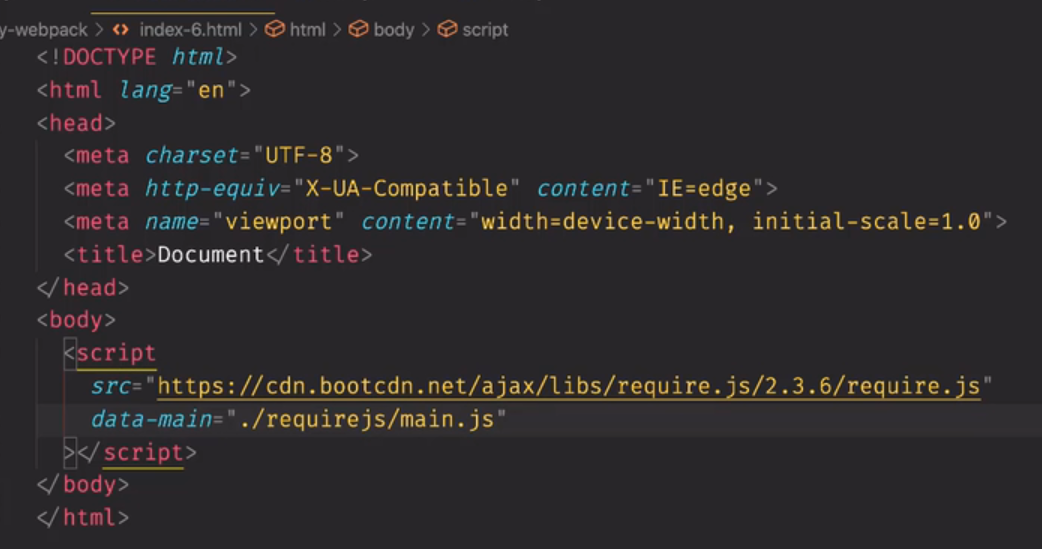 y-webpack > index-6.html > html > body > script
<!DOCTYPE html>
<html lang="en">
<head>
<meta charset="UTF-8">
<meta http-equiv="X-UA-Compatible" content="IE=edge">
<meta name="viewport" content="width=device-width, initial-scale=1.0">
<title>Document</title>
</head>
<body>
<script
src="https://cdn.bootcdn.net/ajax/libs/require.js/2.3.6/require.js"
data-main="./requirejs/main.js"
></script>
</body>
</html>